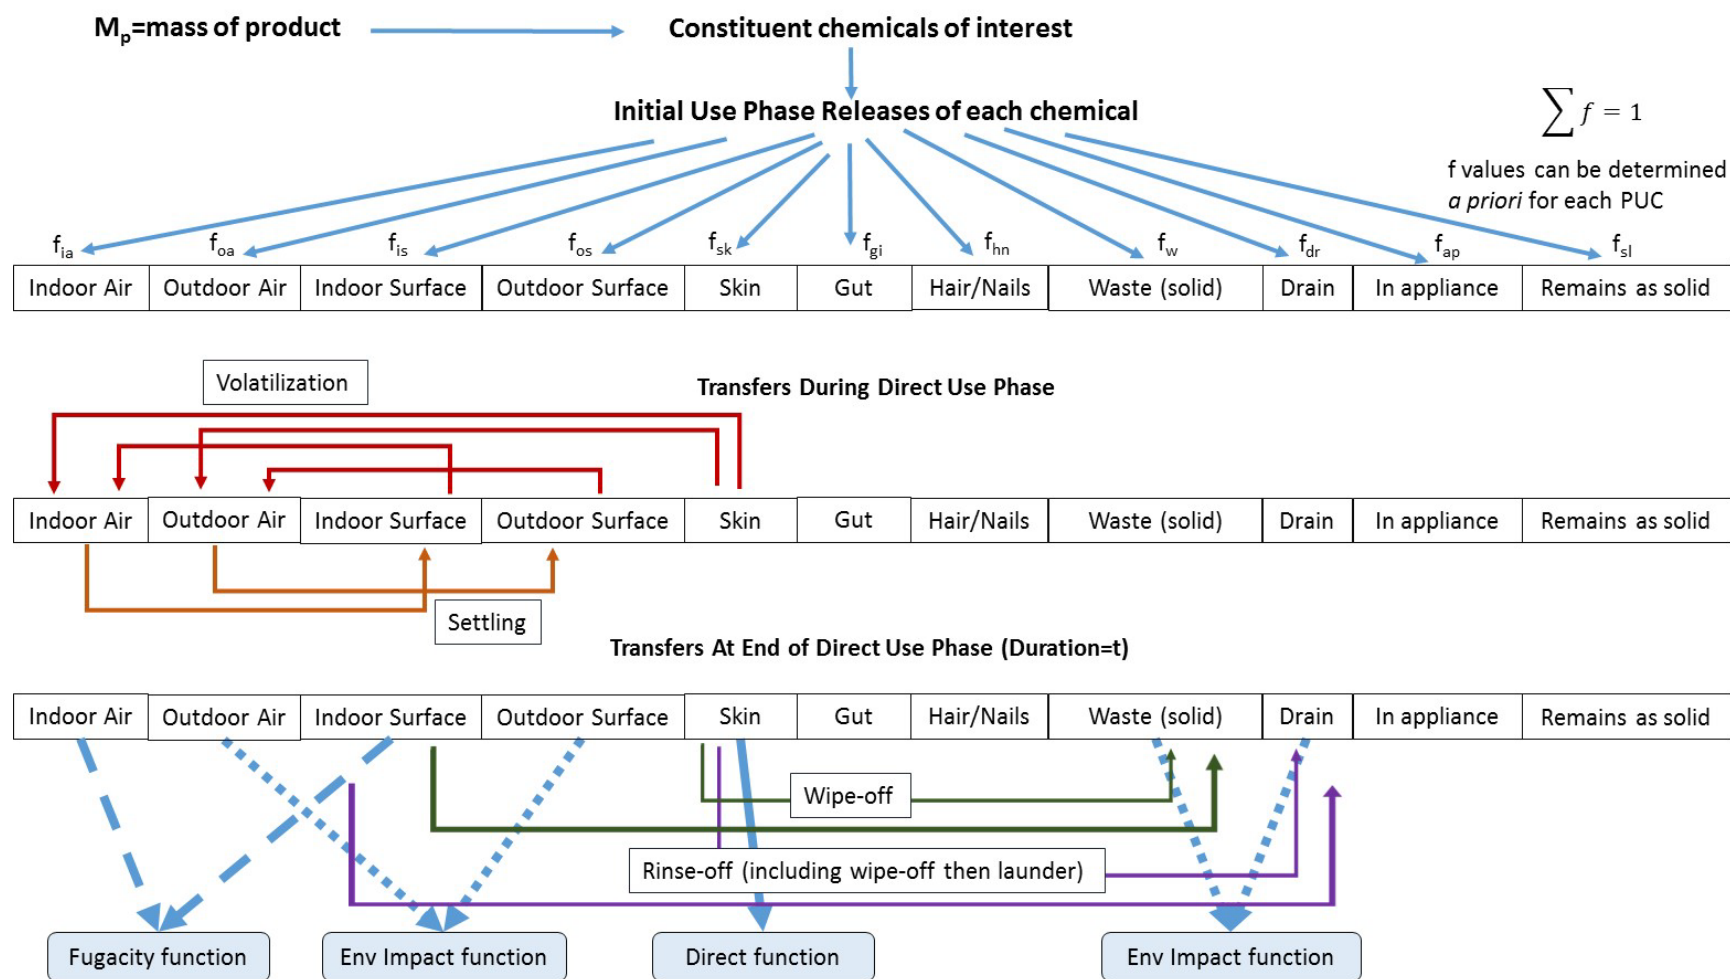 Mp=mass of product
Constituent chemicals of interest
Initial Use Phase Releases of each chemical
∑ f = 1
f values can be determined
a priori for each PUC
fia foa fis fos fsk fgi fhn fw fdr fap fsl
Indoor Air Outdoor Air Indoor Surface Outdoor Surface Skin Gut Hair/Nails Waste (solid) Drain In appliance Remains as solid
Volatilization
Transfers During Direct Use Phase
Indoor Air Outdoor Air Indoor Surface Outdoor Surface Skin Gut Hair/Nails Waste (solid) Drain In appliance Remains as solid
Settling
Transfers At End of Direct Use Phase (Duration=t)
Indoor Air Outdoor Air Indoor Surface Outdoor Surface Skin Gut Hair/Nails Waste (solid) Drain In appliance Remains as solid
Wipe-off
Rinse-off (including wipe-off then launder)
Fugacity function Env Impact function Direct function Env Impact function